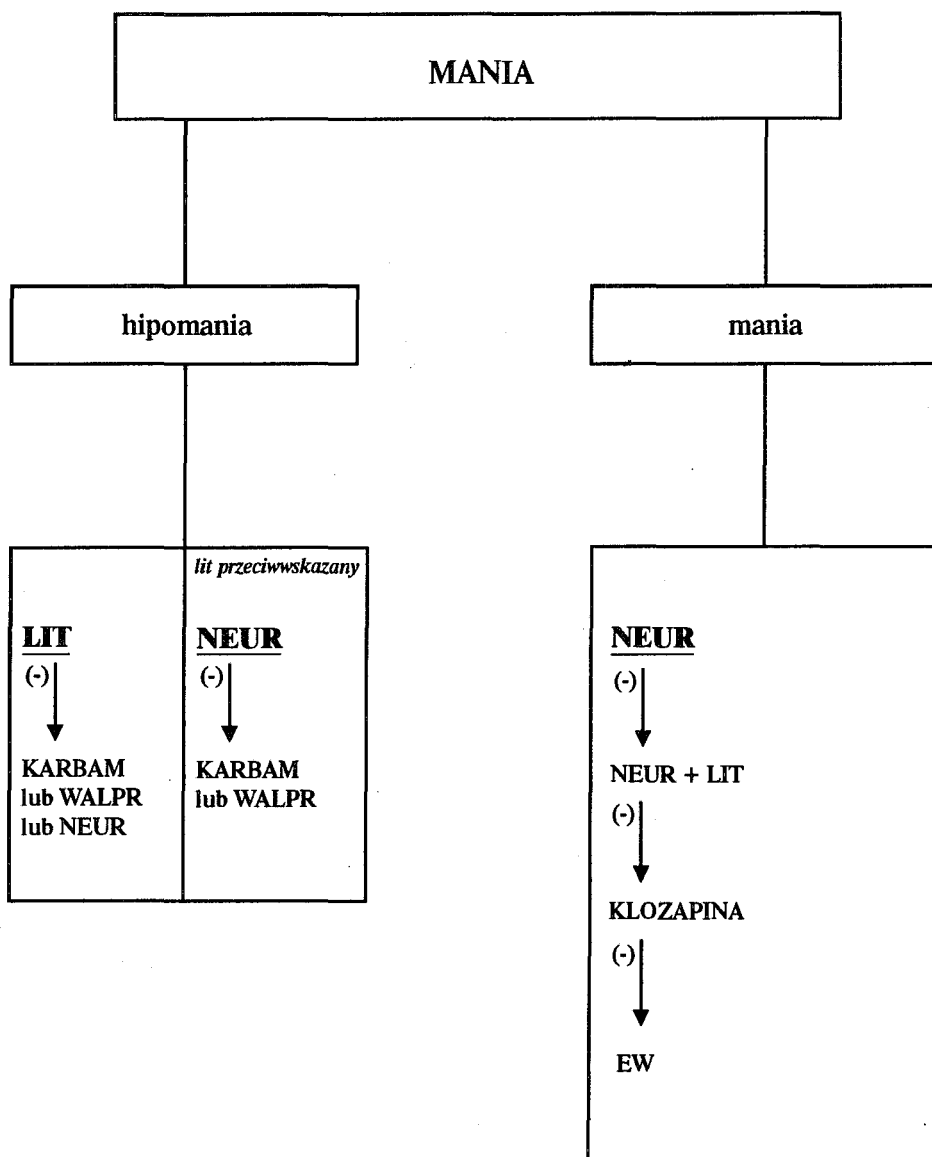 MANIA
hipomania
mania
lit przeciwwskazany
LIT
(-)
KARBAM
lub WALPR
lub NEUR
NEUR
(-)
KARBAM
lub WALPR
NEUR
(-)
NEUR + LIT
(-)
KLOZAPINA
(-)
EW